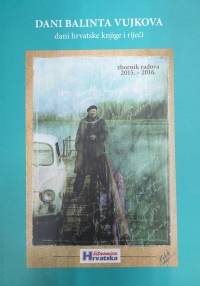 DANI BALINTA VUJKOVA
dani hrvatske knjige i riječi
zbornik radova
2015. - 2016.
Hrvatska